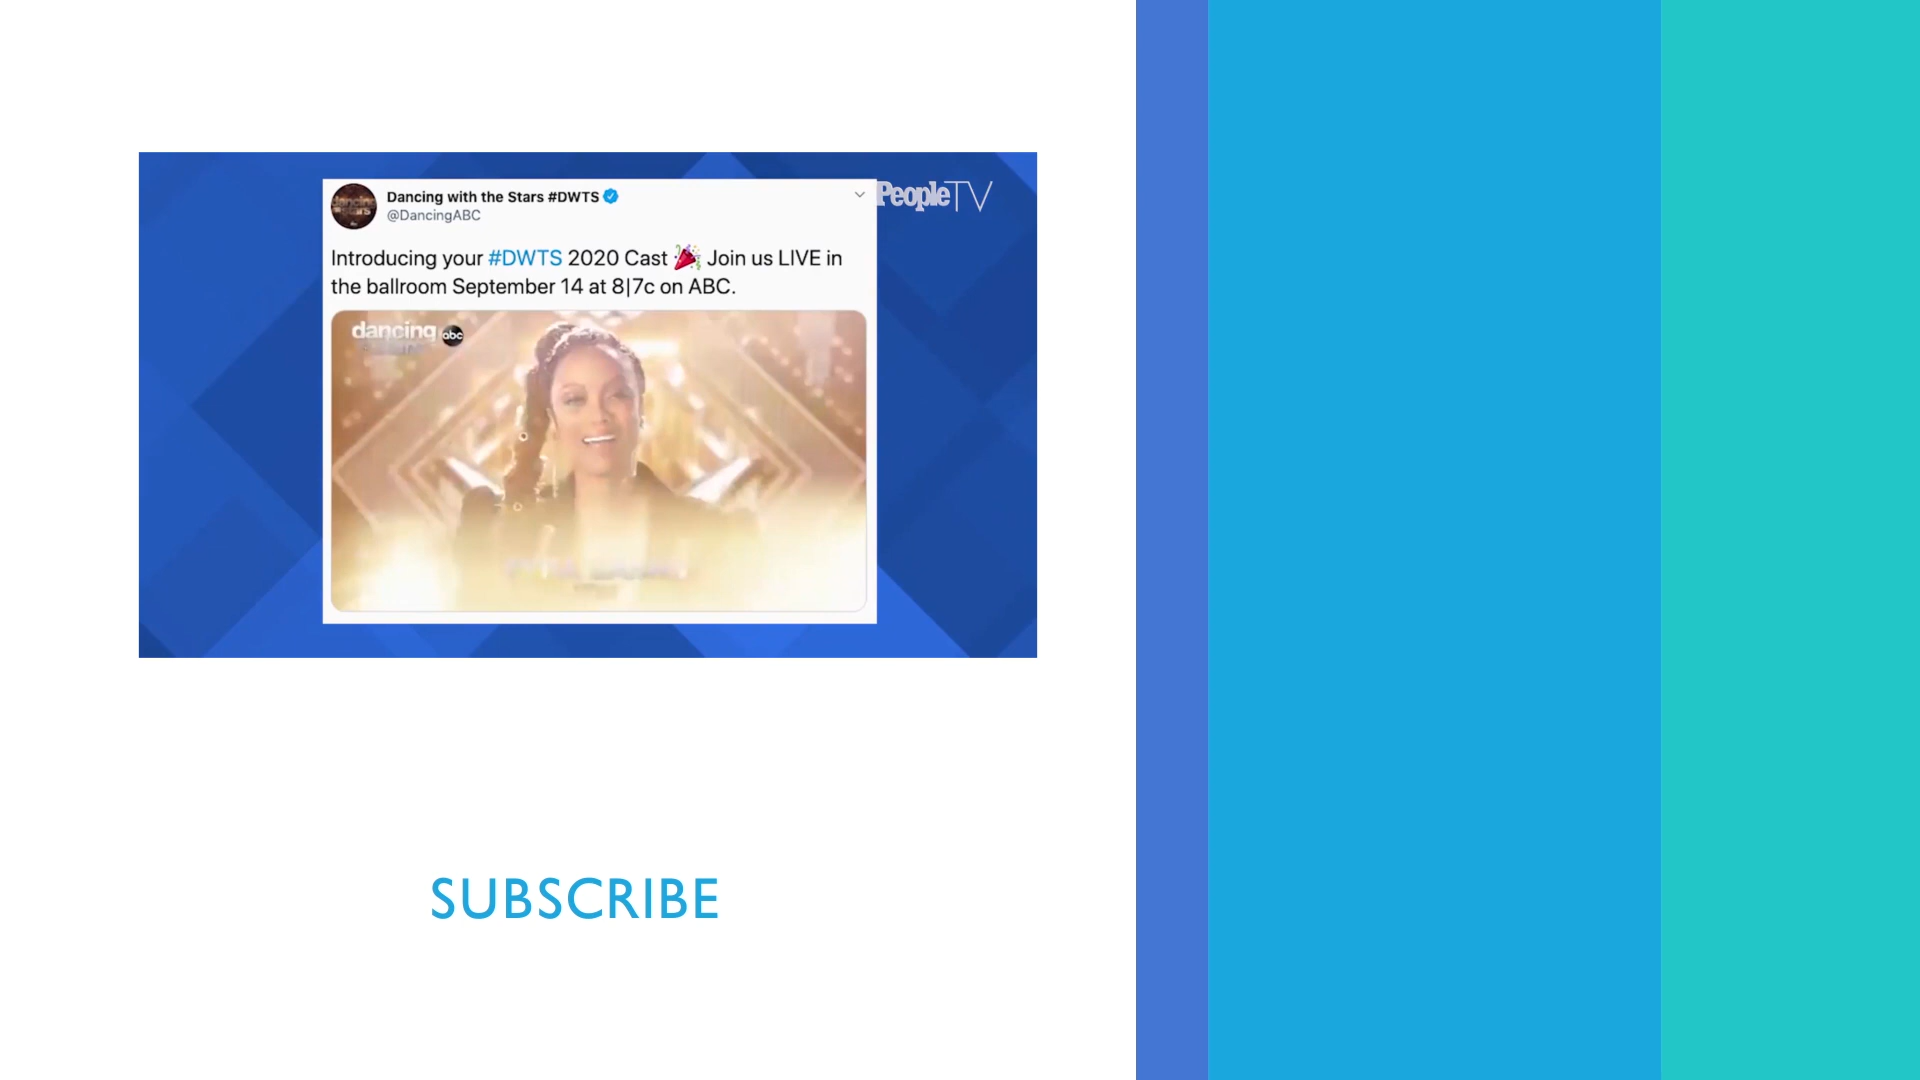 Dancing with the Stars #DWTS
@DancingABC
PeopleTV
Introducing your #DWTS 2020 Cast 🎉 Join us LIVE in
the ballroom September 14 at 8|7c on ABC.
dancing abc
SUBSCRIBE